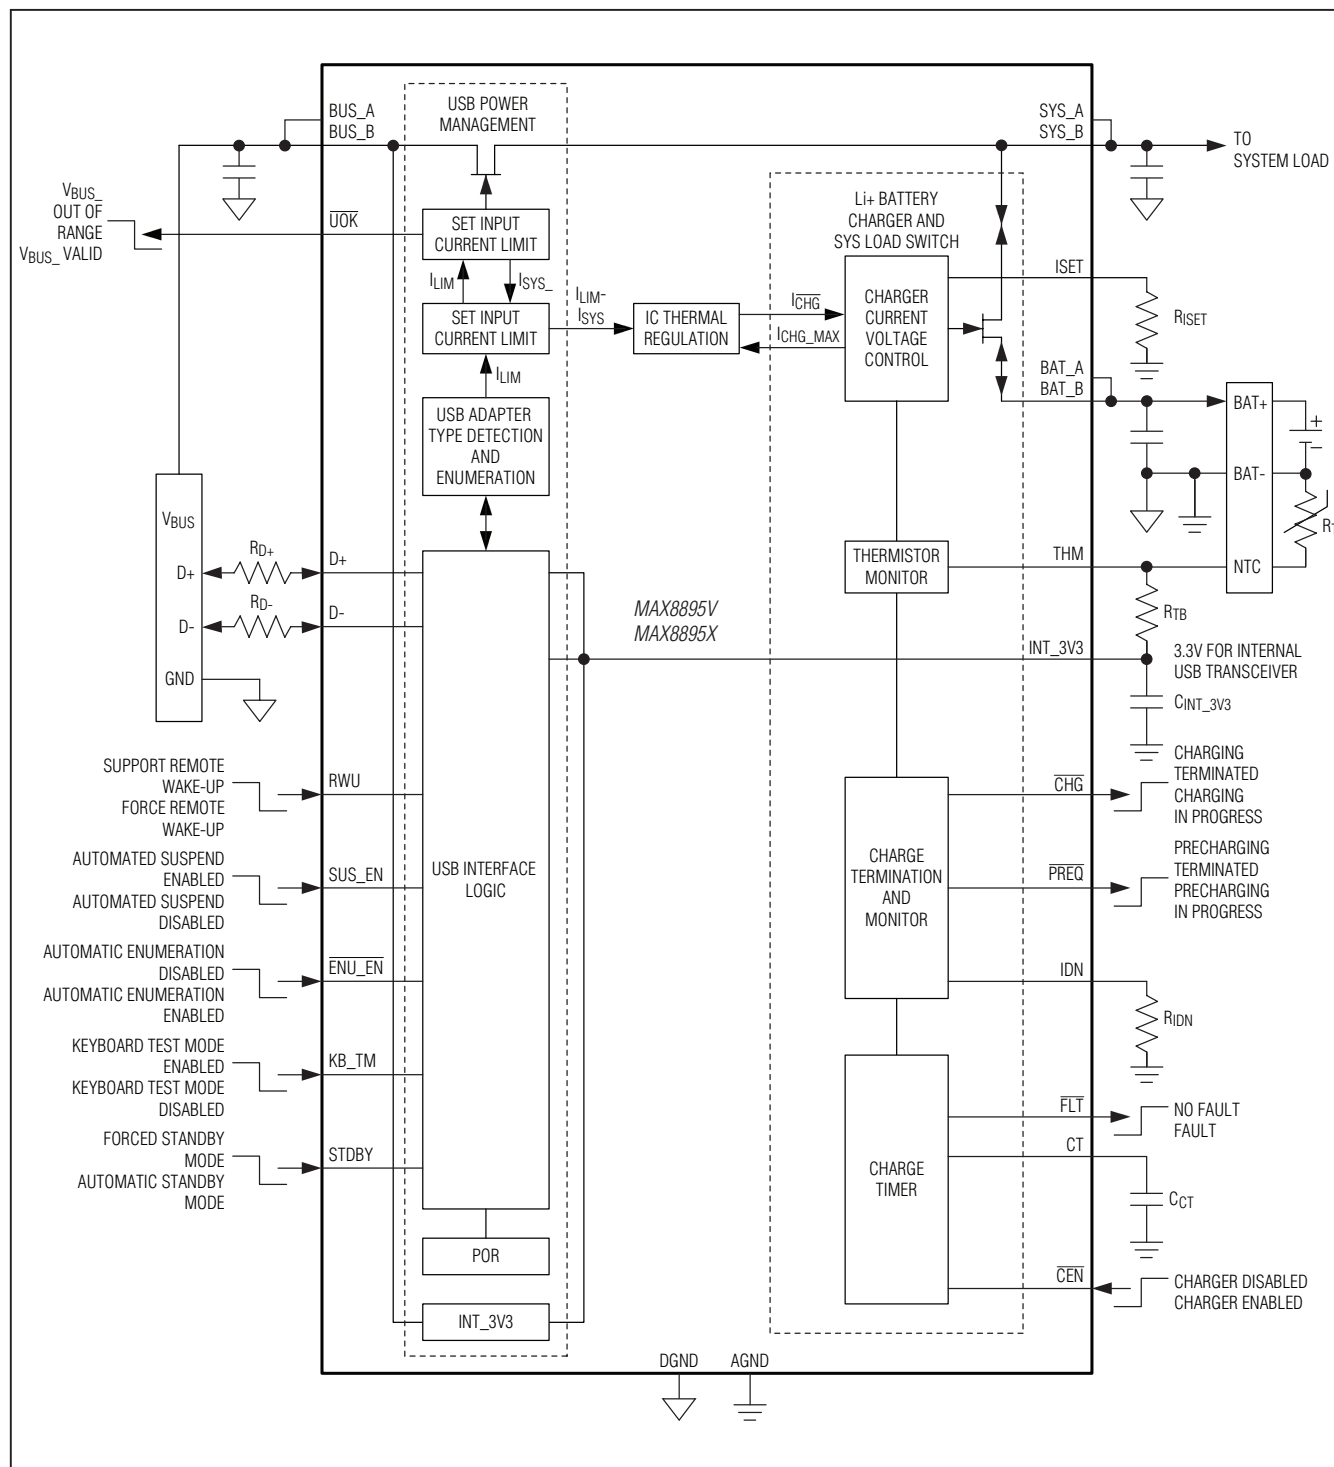 BUS_A
BUS_B
USB POWER
MANAGEMENT
SYS_A
SYS_B
TO
SYSTEM LOAD
VBUS_
OUT OF
RANGE
VBUS_ VALID
UOK
SET INPUT
CURRENT LIMIT
Li+ BATTERY
CHARGER AND
SYS LOAD SWITCH
ILIM
ISYS_
ILIM-
ISYS
SET INPUT
CURRENT LIMIT
IC THERMAL
REGULATION
ICHG
ICHG_MAX
CHARGER
CURRENT
VOLTAGE
CONTROL
ISET
RISET
ILIM
USB ADAPTER
TYPE DETECTION
AND
ENUMERATION
BAT_A
BAT_B
BAT+
+
−
BAT-
NTC
VBUS
D+
D-
GND
RD+
RD-
D+
D-
THERMISTOR
MONITOR
THM
RTB
MAX8895V
MAX8895X
INT_3V3
3.3V FOR INTERNAL
USB TRANSCEIVER
CINT_3V3
SUPPORT REMOTE
WAKE-UP
FORCE REMOTE
WAKE-UP
RWU
AUTOMATED SUSPEND
ENABLED
AUTOMATED SUSPEND
DISABLED
SUS_EN
AUTOMATIC ENUMERATION
DISABLED
AUTOMATIC ENUMERATION
ENABLED
ENU_EN
KEYBOARD TEST MODE
ENABLED
KEYBOARD TEST MODE
DISABLED
KB_TM
FORCED STANDBY
MODE
AUTOMATIC STANDBY
MODE
STDBY
USB INTERFACE
LOGIC
POR
INT_3V3
CHARGE
TERMINATION
AND
MONITOR
CHG
CHARGING
TERMINATED
CHARGING
IN PROGRESS
PREQ
PRECHARGING
TERMINATED
PRECHARGING
IN PROGRESS
IDN
RIDN
CHARGE
TIMER
FLT
NO FAULT
FAULT
CT
CCT
CEN
CHARGER DISABLED
CHARGER ENABLED
DGND
AGND